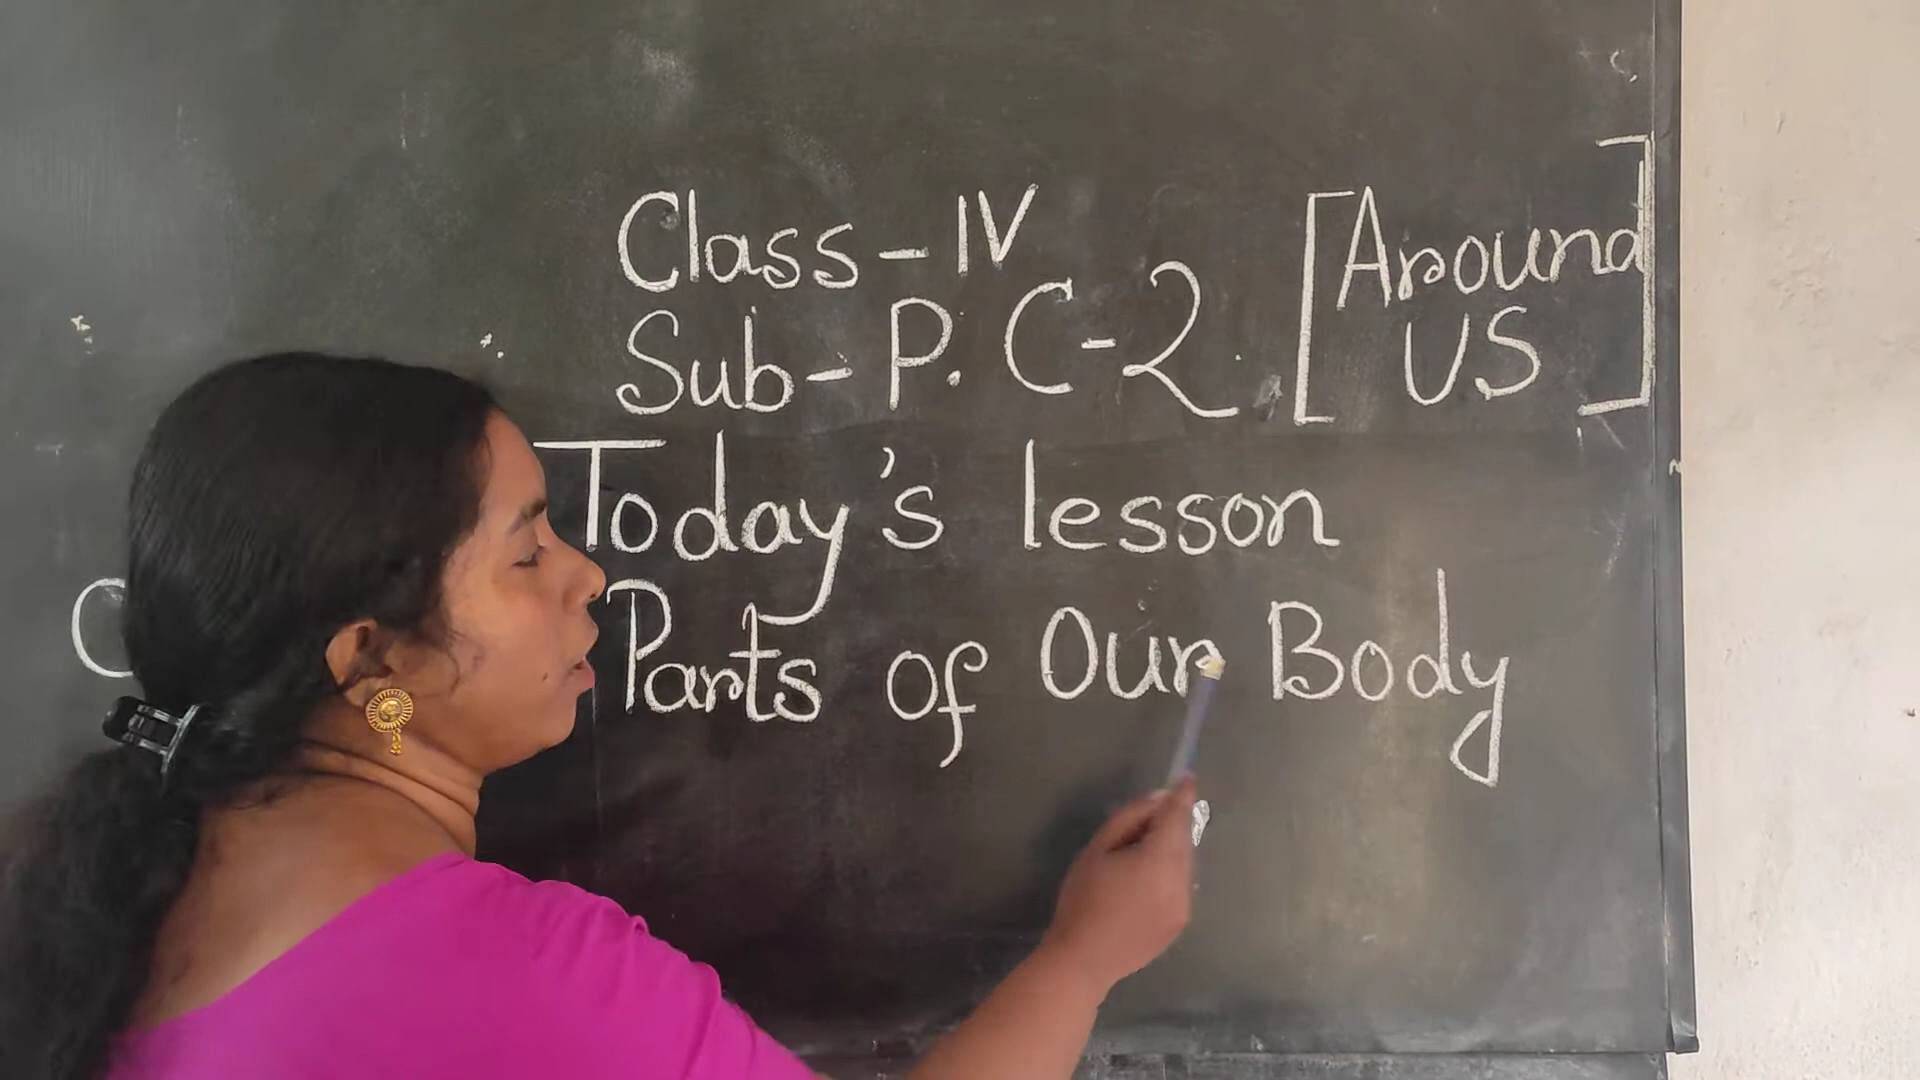 Class - IV
Sub - P. C - 2. [Around US]
Today's lesson
Parts of Our Body